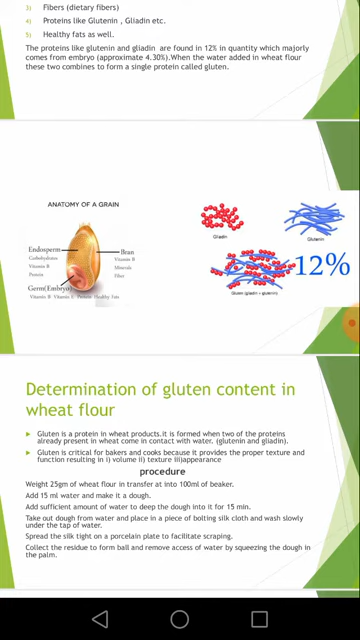 3) Fibers (dietary fibers)
4) Proteins like Glutenin , Gliadin etc.
5) Healthy fats as well.
The proteins like glutenin and gliadin are found in 12% in quantity which majorly
comes from embryo (approximate 4.30%).When the water added in wheat flour
these two combines to form a single protein called gluten.
ANATOMY OF A GRAIN
Endosperm
Carbohydrates
Vitamin B
Protein
Bran
Vitamin B
Minerals
Fiber
Germ(Embryo)
Vitamin B Vitamin E Protein Healthy Fats
Gliadin
Glutenin
Gluten (gliadin + glutenin)
12%
Determination of gluten content in
wheat flour
Gluten is a protein in wheat products.it is formed when two of the proteins
already present in wheat come in contact with water. (glutenin and gliadin).
Gluten is critical for bakers and cooks because it provides the proper texture and
function resulting in i) volume ii) texture iii)appearance
procedure
Weight 25gm of wheat flour in transfer at into 100ml of beaker.
Add 15 ml water and make it a dough.
Add sufficient amount of water to deep the dough into it for 15 min.
Take out dough from water and place in a piece of bolting silk cloth and wash slowly
under the tap of water.
Spread the silk tight on a porcelain plate to facilitate scraping.
Collect the residue to form ball and remove access of water by squeezing the dough in
the palm.